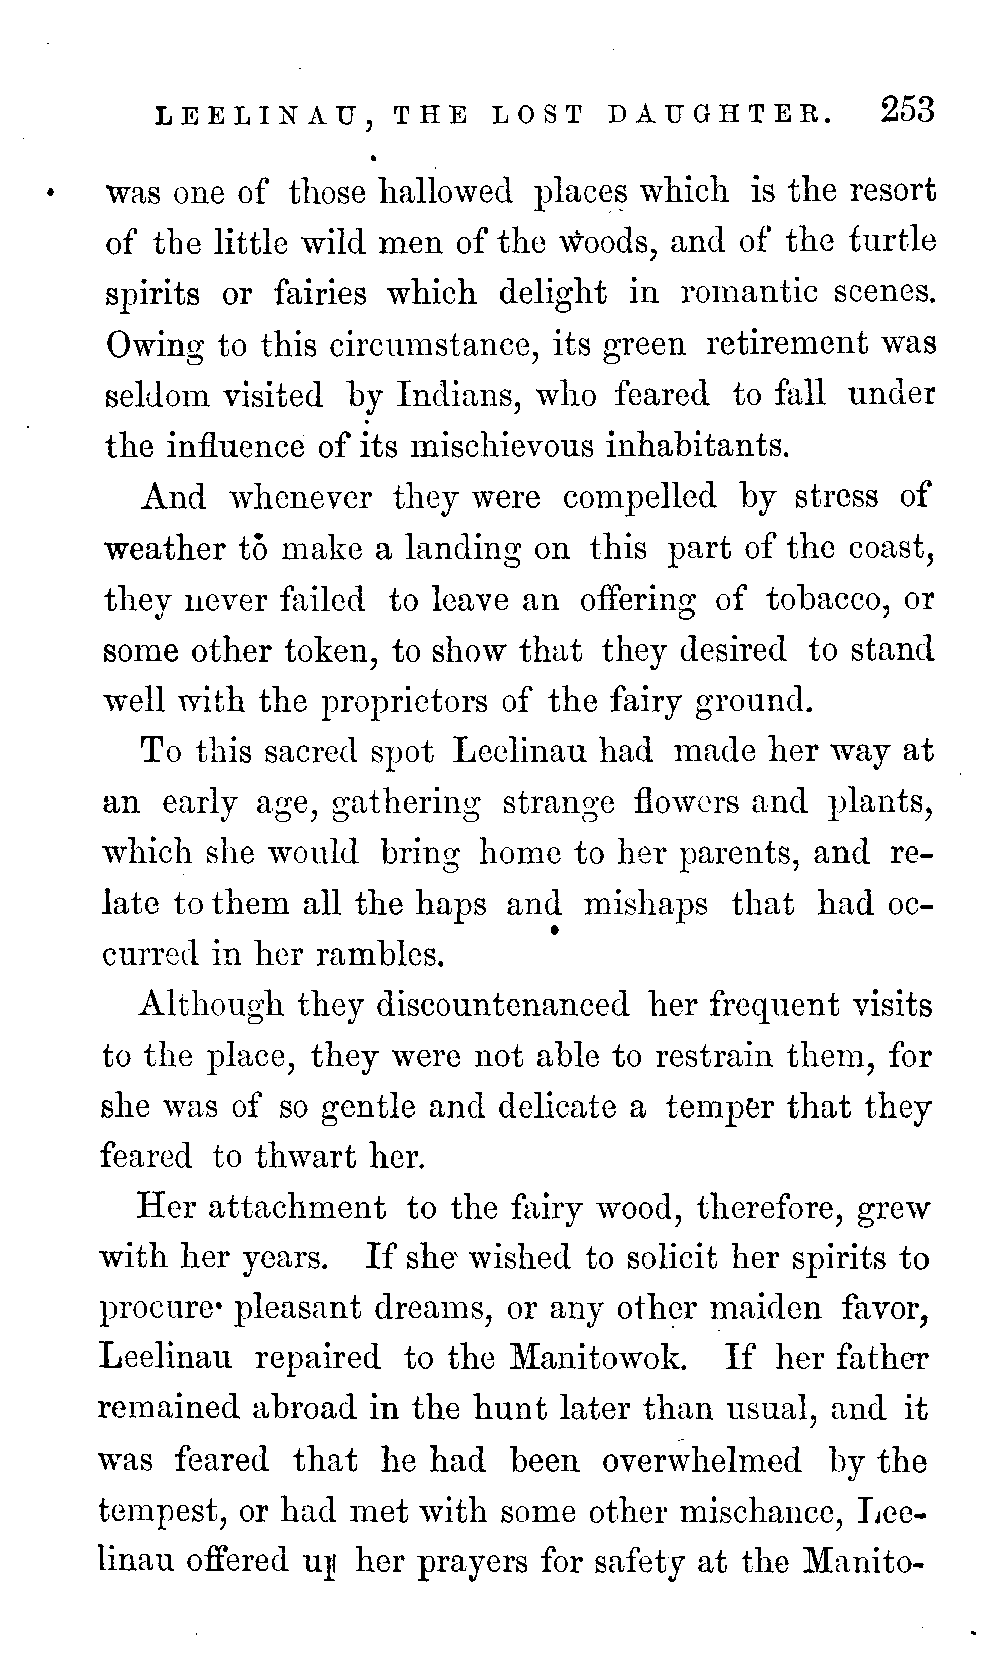 LEELINAU, THE LOST DAUGHTER. 253
was one of those hallowed places which is the resort
of the little wild men of the woods, and of the turtle
spirits or fairies which delight in romantic scenes.
Owing to this circumstance, its green retirement was
seldom visited by Indians, who feared to fall under
the influence of its mischievous inhabitants.
And whenever they were compelled by stress of
weather to make a landing on this part of the coast,
they never failed to leave an offering of tobacco, or
some other token, to show that they desired to stand
well with the proprietors of the fairy ground.
To this sacred spot Leelinau had made her way at
an early age, gathering strange flowers and plants,
which she would bring home to her parents, and re-
late to them all the haps and mishaps that had oc-
curred in her rambles.
Although they discountenanced her frequent visits
to the place, they were not able to restrain them, for
she was of so gentle and delicate a temper that they
feared to thwart her.
Her attachment to the fairy wood, therefore, grew
with her years. If she wished to solicit her spirits to
procure pleasant dreams, or any other maiden favor,
Leelinau repaired to the Manitowok. If her father
remained abroad in the hunt later than usual, and it
was feared that he had been overwhelmed by the
tempest, or had met with some other mischance, Lee-
linau offered up her prayers for safety at the Manito-